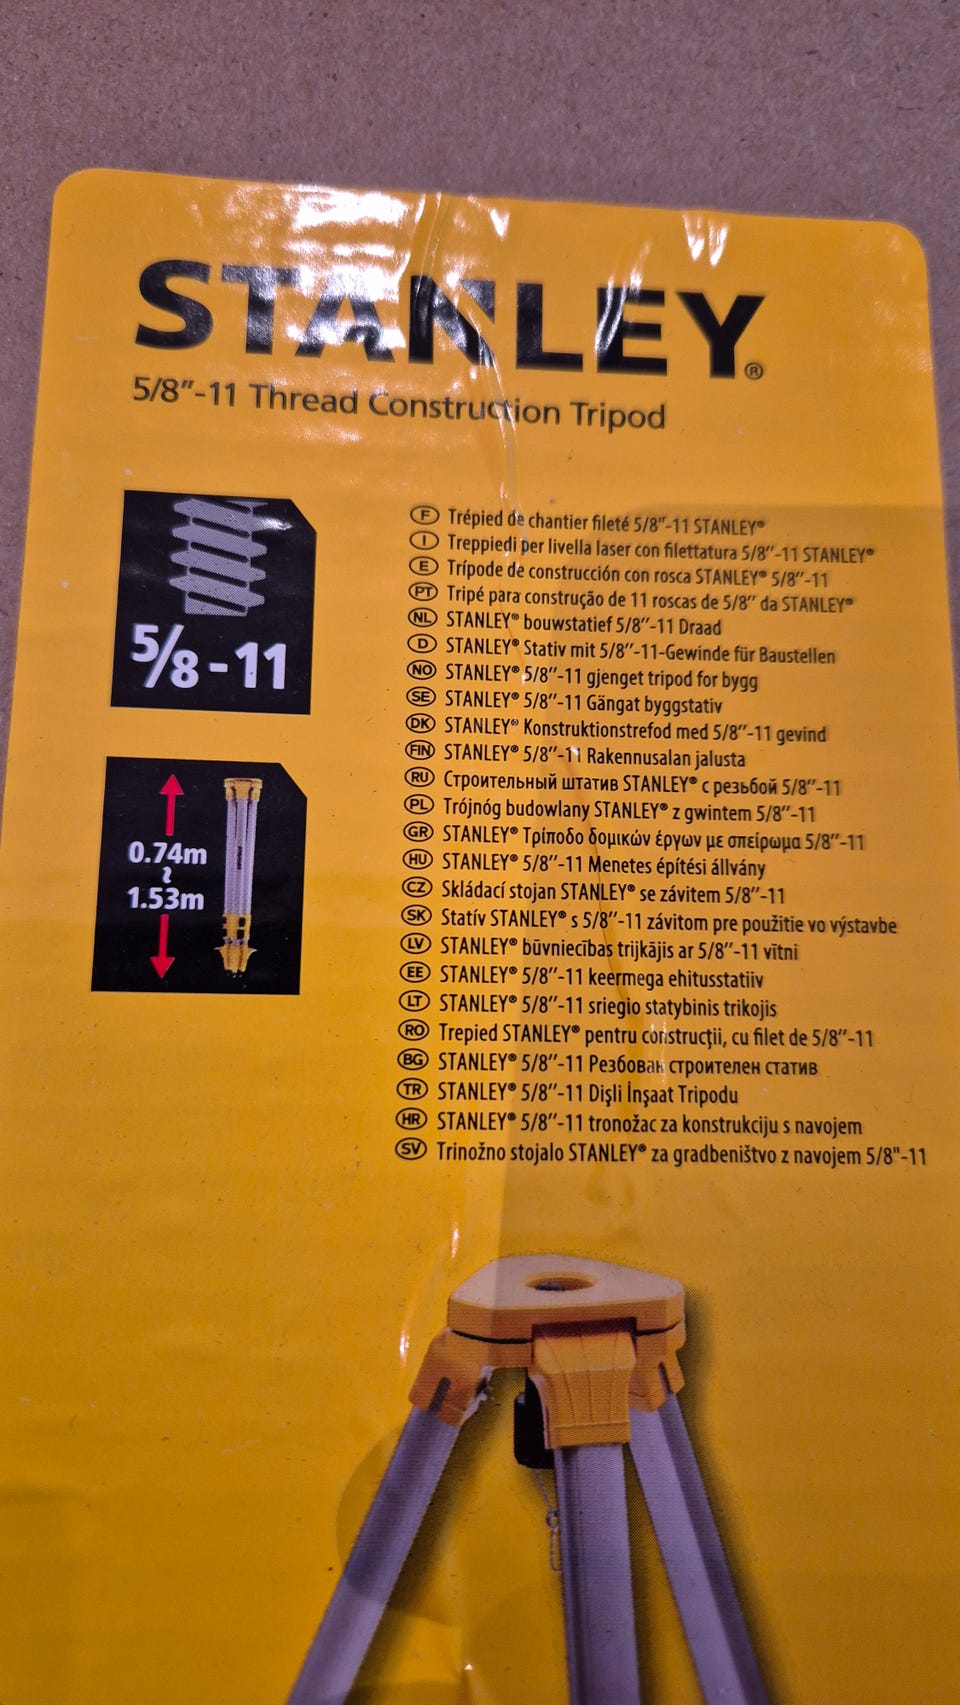 STANLEY®
5/8"-11 Thread Construction Tripod
5/8-11
0.74m
~
1.53m
F Trépied de chantier fileté 5/8"-11 STANLEY®
I Treppiedi per livella laser con filettatura 5/8"-11 STANLEY®
E Trípode de construcción con rosca STANLEY® 5/8"-11
PT Tripé para construção de 11 roscas de 5/8" da STANLEY®
NL STANLEY® bouwstatief 5/8"-11 Draad
D STANLEY® Stativ mit 5/8"-11-Gewinde für Baustellen
NO STANLEY® 5/8"-11 gjenget tripod for bygg
SE STANLEY® 5/8"-11 Gängat byggstativ
DK STANLEY® Konstruktionstrefod med 5/8"-11 gevind
FIN STANLEY® 5/8"-11 Rakennusalan jalusta
RU Строительный штатив STANLEY® с резьбой 5/8"-11
PL Trójnóg budowlany STANLEY® z gwintem 5/8"-11
GR STANLEY® Τρίποδο δομικών έργων με σπείρωμα 5/8"-11
HU STANLEY® 5/8"-11 Menetes építési állvány
CZ Skládací stojan STANLEY® se závitem 5/8"-11
SK Statív STANLEY® s 5/8"-11 závitom pre použitie vo výstavbe
LV STANLEY® būvniecības trijkājis ar 5/8"-11 vītni
EE STANLEY® 5/8"-11 keermega ehitusstatiiv
LT STANLEY® 5/8"-11 sriegio statybinis trikojis
RO Trepied STANLEY® pentru construcţii, cu filet de 5/8"-11
BG STANLEY® 5/8"-11 Резбован строителен статив
TR STANLEY® 5/8"-11 Dişli İnşaat Tripodu
HR STANLEY® 5/8"-11 tronožac za konstrukciju s navojem
SV Trinožno stojalo STANLEY® za gradbeništvo z navojem 5/8"-11